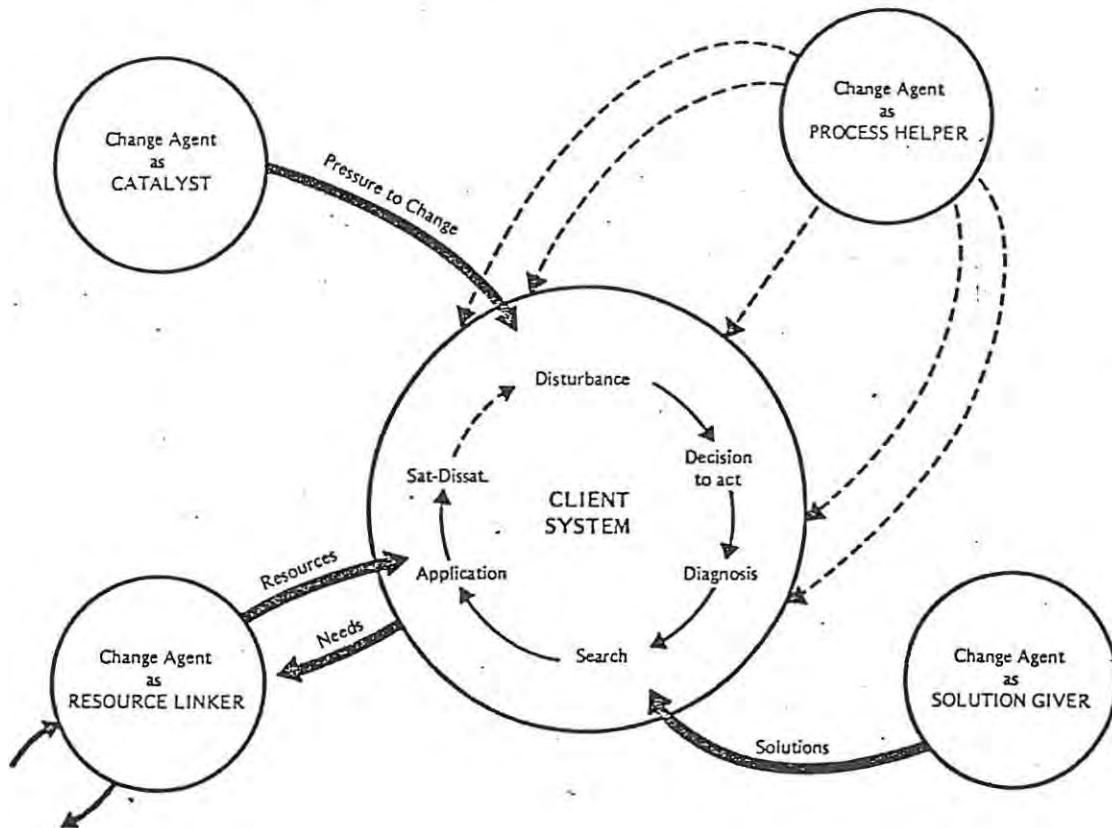 Change Agent
as
CATALYST
Pressure to Change
Change Agent
as
PROCESS HELPER
Disturbance
Decision
to act
Sat-Dissat.
CLIENT
SYSTEM
Resources
Application
Diagnosis
Needs
Search
Change Agent
as
RESOURCE LINKER
Change Agent
as
SOLUTION GIVER
Solutions